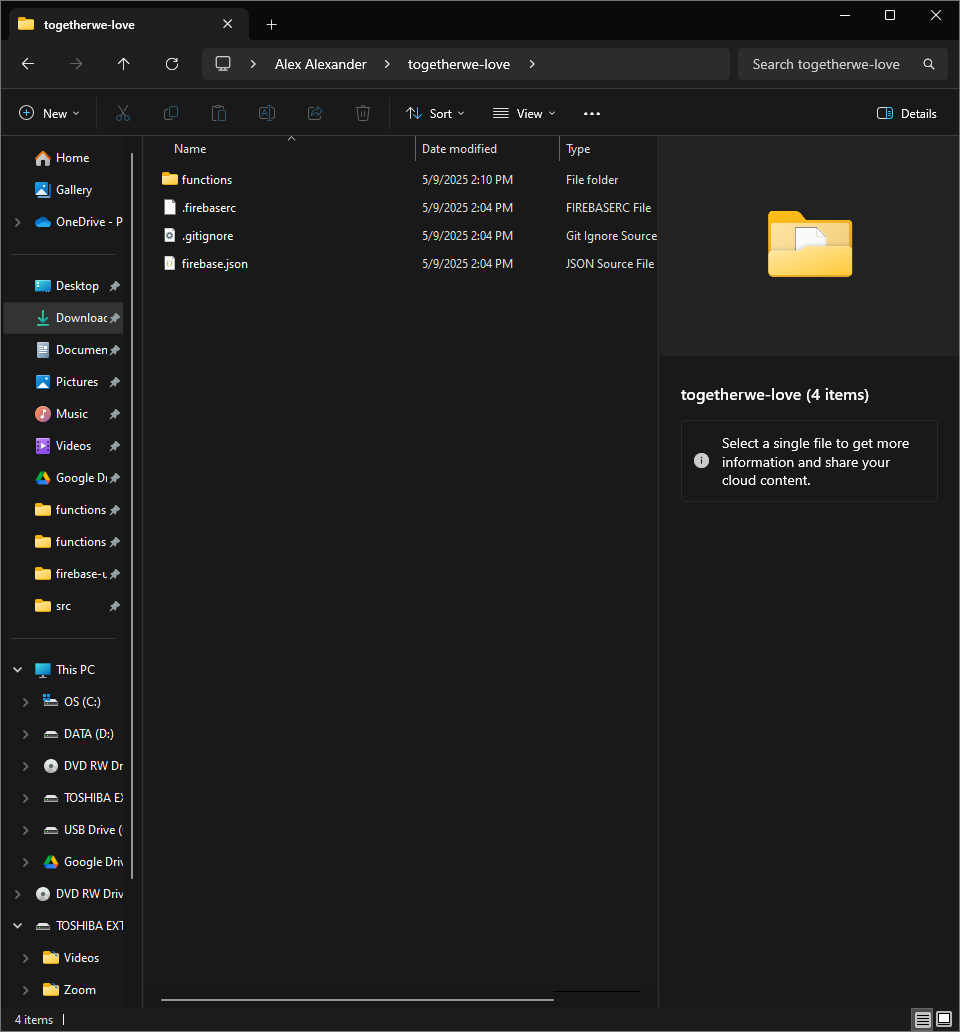 togetherwe-love
Alex Alexander
togetherwe-love
Search togetherwe-love
New
Sort
View
Details
Name
Date modified
Type
functions
5/9/2025 2:10 PM
File folder
.firebaserc
5/9/2025 2:04 PM
FIREBASERC File
.gitignore
5/9/2025 2:04 PM
Git Ignore Source
firebase.json
5/9/2025 2:04 PM
JSON Source File
Home
Gallery
OneDrive - P
Desktop
Downloac
Documen
Pictures
Music
Videos
Google Dr
functions
functions
firebase-u
src
This PC
OS (C:)
DATA (D:)
DVD RW Dr
TOSHIBA EX
USB Drive (
Google Driv
DVD RW Driv
TOSHIBA EXT
Videos
Zoom
togetherwe-love (4 items)
Select a single file to get more
information and share your
cloud content.
4 items